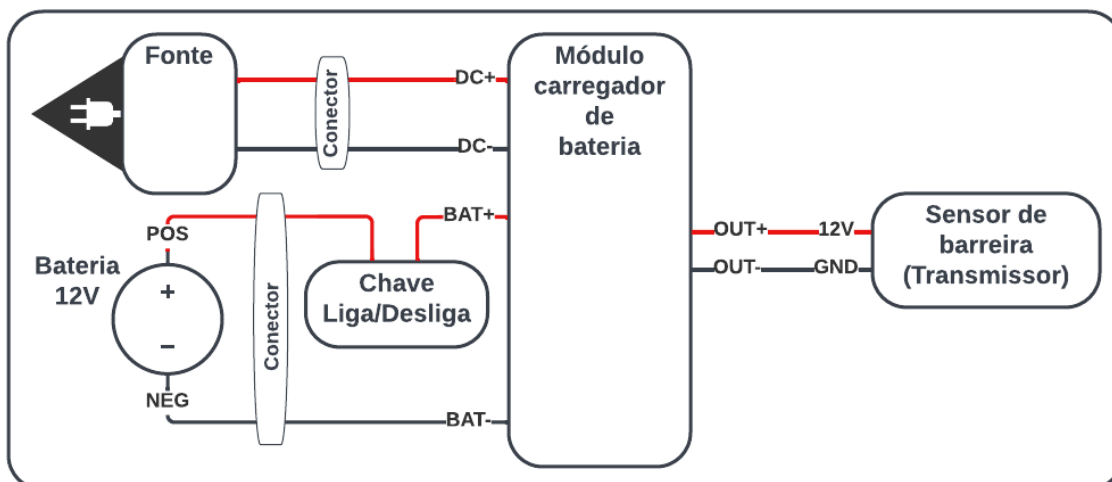 Fonte
Conector
DC+
DC-
Módulo
carregador
de
bateria
POS
Bateria
12V
+
−
NEG
Conector
Chave
Liga/Desliga
BAT+
BAT-
OUT+
12V
OUT-
GND
Sensor de
barreira
(Transmissor)